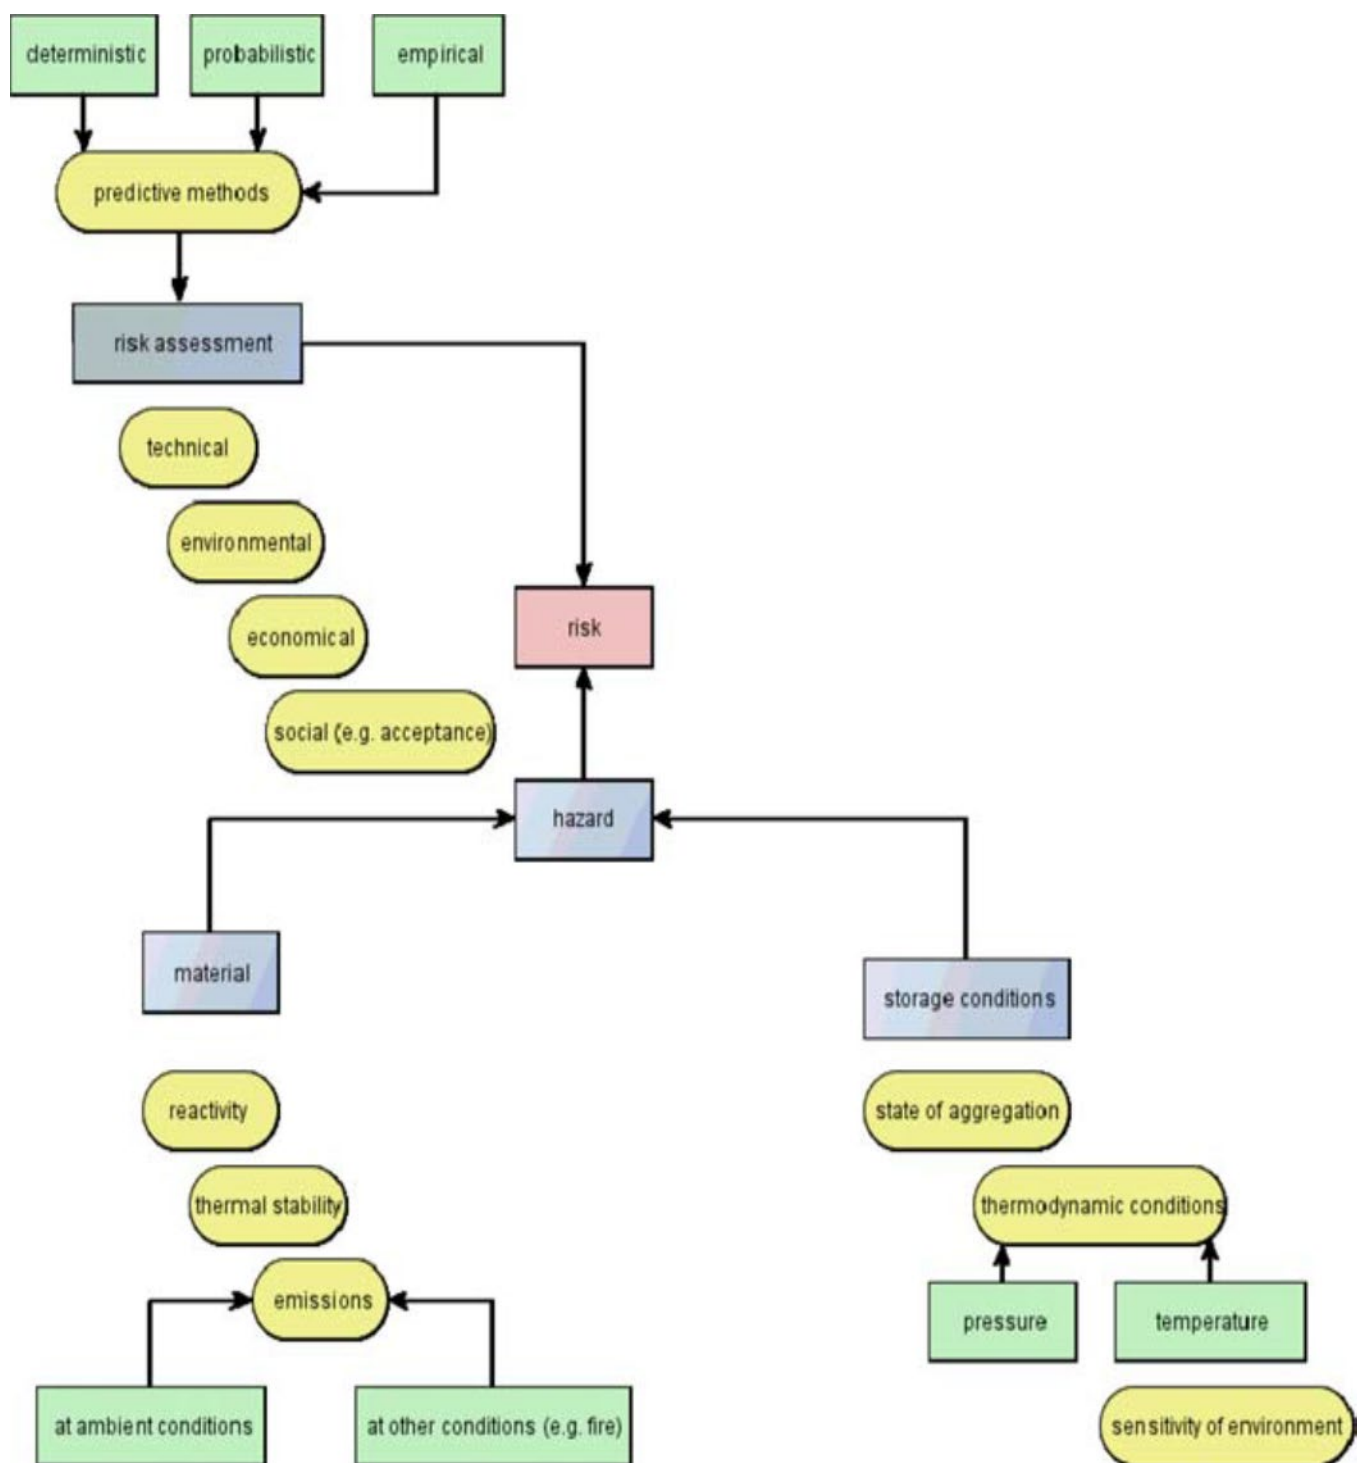 deterministic
probabilistic
empirical
predictive methods
risk assessment
technical
environmental
economical
risk
social (e.g. acceptance)
hazard
material
storage conditions
reactivity
state of aggregation
thermal stability
thermodynamic conditions
emissions
pressure
temperature
at ambient conditions
at other conditions (e.g. fire)
sensitivity of environment